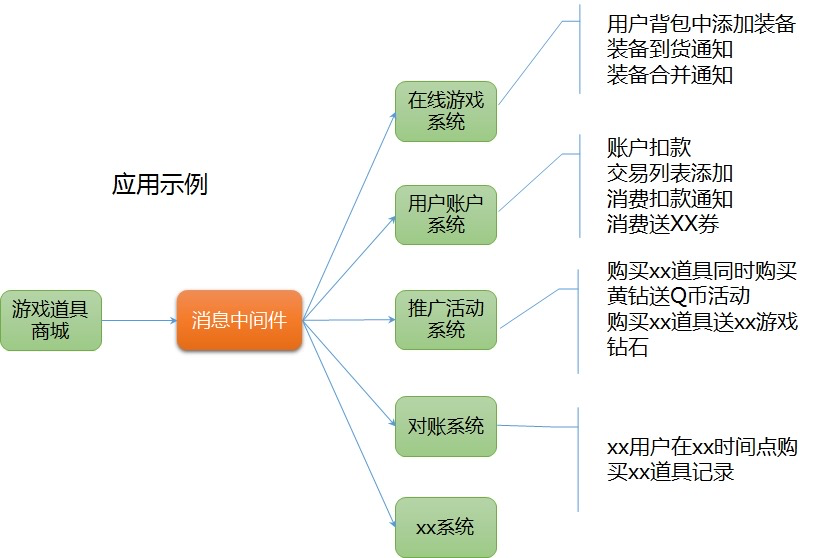 用户背包中添加装备
装备到货通知
装备合并通知
在线游戏
系统
账户扣款
交易列表添加
消费扣款通知
消费送XX券
应用示例
用户账户
系统
购买xx道具同时购买
黄钻送Q币活动
购买xx道具送xx游戏
钻石
游戏道具
商城
消息中间件
推广活动
系统
对账系统
xx用户在xx时间点购
买xx道具记录
xx系统